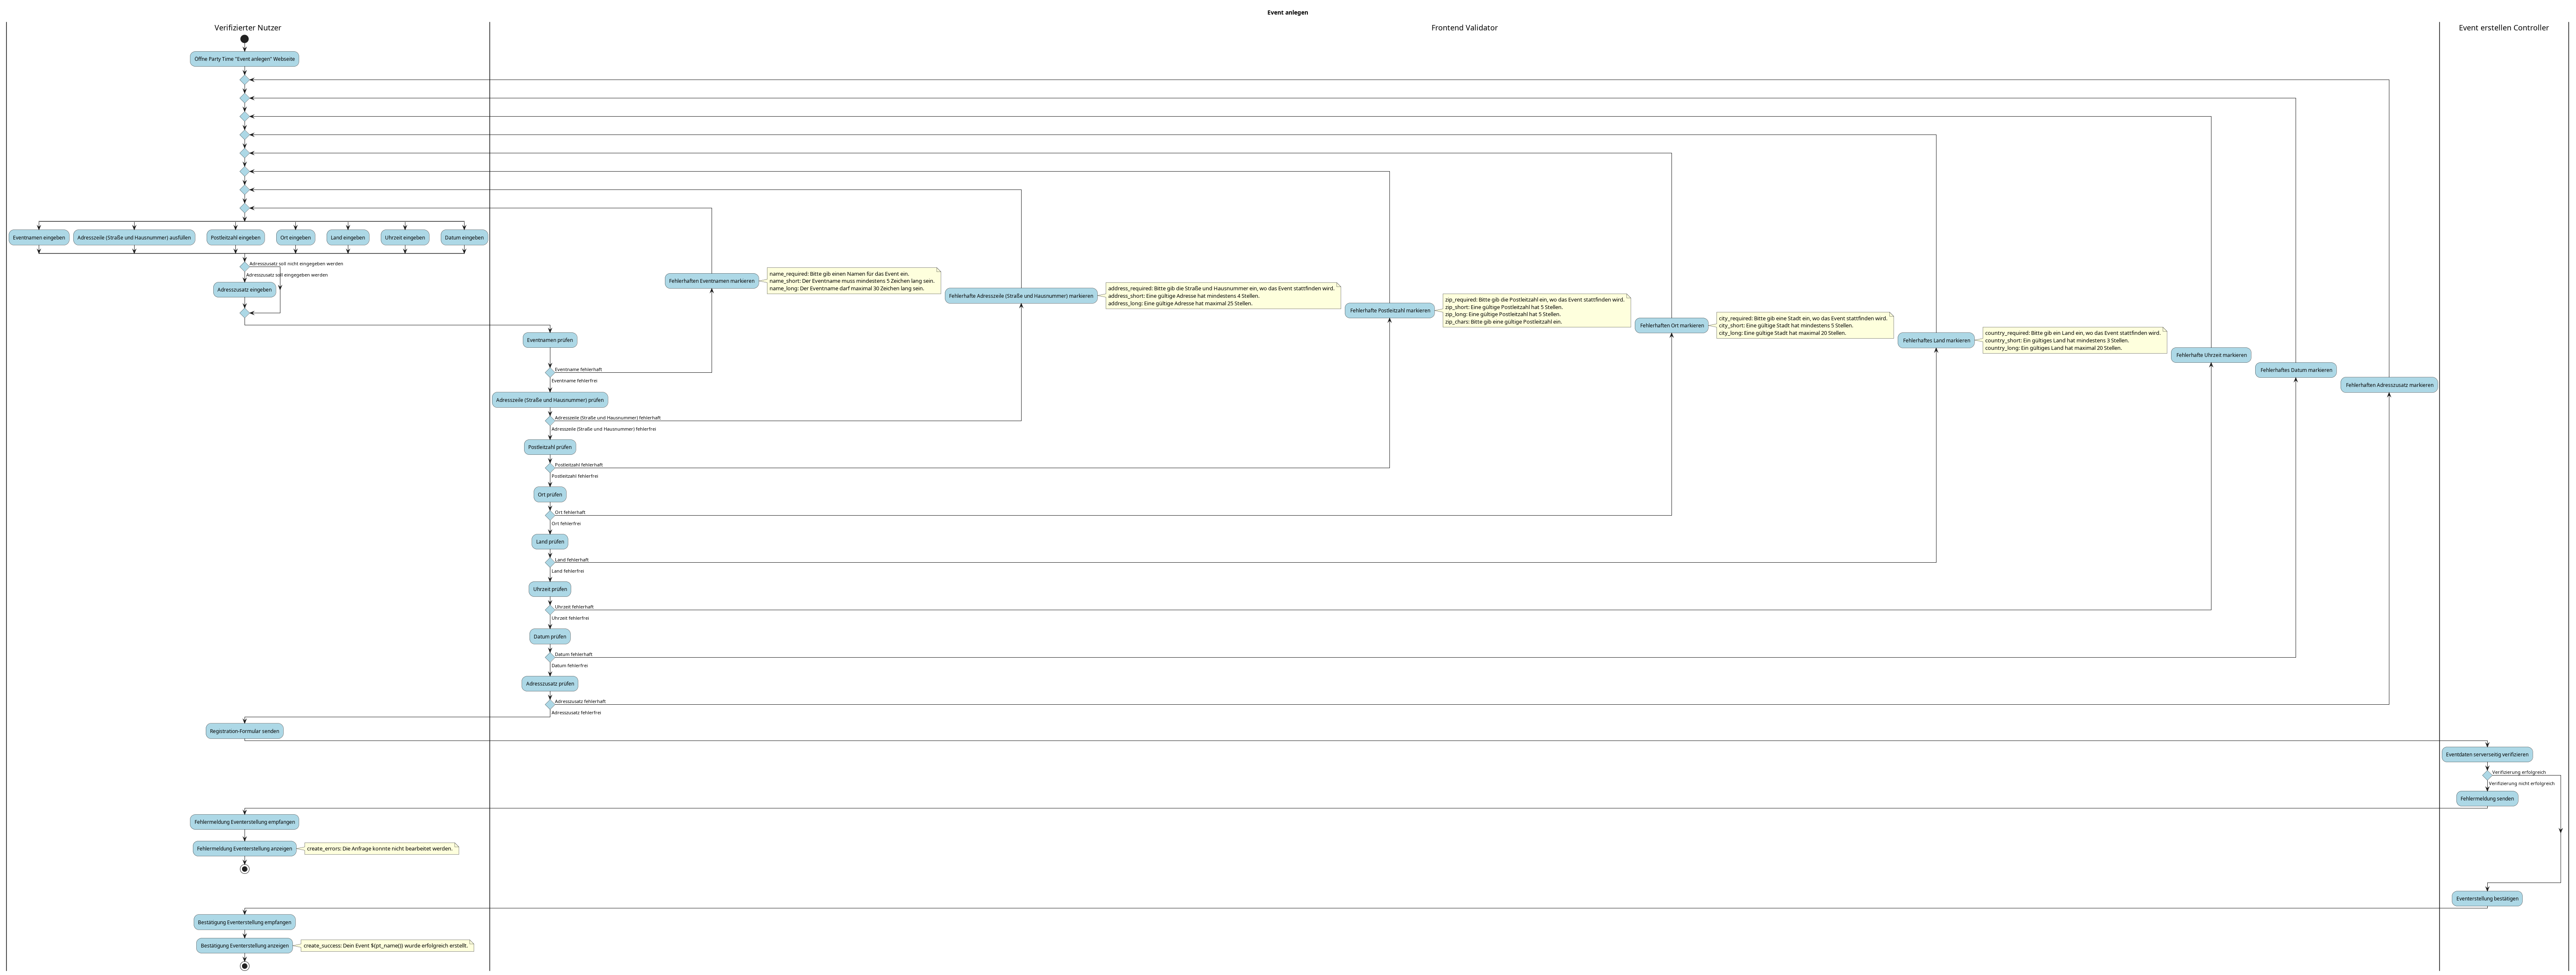 Event anlegen
Verifizierter Nutzer
Frontend Validator
Event erstellen Controller
Öffne Party Time "Event anlegen" Webseite
Eventnamen eingeben
Adresszeile (Straße und Hausnummer) ausfüllen
Postleitzahl eingeben
Ort eingeben
Land eingeben
Uhrzeit eingeben
Datum eingeben
Adresszusatz soll nicht eingegeben werden
Adresszusatz soll eingegeben werden
Adresszusatz eingeben
Fehlerhaften Eventnamen markieren
name_required: Bitte gib einen Namen für das Event ein.
name_short: Der Eventname muss mindestens 5 Zeichen lang sein.
name_long: Der Eventname darf maximal 30 Zeichen lang sein.
Fehlerhafte Adresszeile (Straße und Hausnummer) markieren
address_required: Bitte gib die Straße und Hausnummer ein, wo das Event stattfinden wird.
address_short: Eine gültige Adresse hat mindestens 4 Stellen.
address_long: Eine gültige Adresse hat maximal 25 Stellen.
Fehlerhafte Postleitzahl markieren
zip_required: Bitte gib die Postleitzahl ein, wo das Event stattfinden wird.
zip_short: Eine gültige Postleitzahl hat 5 Stellen.
zip_long: Eine gültige Postleitzahl hat 5 Stellen.
zip_chars: Bitte gib eine gültige Postleitzahl ein.
Fehlerhaften Ort markieren
city_required: Bitte gib eine Stadt ein, wo das Event stattfinden wird.
city_short: Eine gültige Stadt hat mindestens 5 Stellen.
city_long: Eine gültige Stadt hat maximal 20 Stellen.
Fehlerhaftes Land markieren
country_required: Bitte gib ein Land ein, wo das Event stattfinden wird.
country_short: Ein gültiges Land hat mindestens 3 Stellen.
country_long: Ein gültiges Land hat maximal 20 Stellen.
Fehlerhafte Uhrzeit markieren
Fehlerhaftes Datum markieren
Fehlerhaften Adresszusatz markieren
Eventnamen prüfen
Eventname fehlerhaft
Eventname fehlerfrei
Adresszeile (Straße und Hausnummer) prüfen
Adresszeile (Straße und Hausnummer) fehlerhaft
Adresszeile (Straße und Hausnummer) fehlerfrei
Postleitzahl prüfen
Postleitzahl fehlerhaft
Postleitzahl fehlerfrei
Ort prüfen
Ort fehlerhaft
Ort fehlerfrei
Land prüfen
Land fehlerhaft
Land fehlerfrei
Uhrzeit prüfen
Uhrzeit fehlerhaft
Uhrzeit fehlerfrei
Datum prüfen
Datum fehlerhaft
Datum fehlerfrei
Adresszusatz prüfen
Adresszusatz fehlerhaft
Adresszusatz fehlerfrei
Registration-Formular senden
Eventdaten serverseitig verifizieren
Verifizierung erfolgreich
Verifizierung nicht erfolgreich
Fehlermeldung senden
Fehlermeldung Eventerstellung empfangen
Fehlermeldung Eventerstellung anzeigen
create_errors: Die Anfrage konnte nicht bearbeitet werden.
Eventerstellung bestätigen
Bestätigung Eventerstellung empfangen
Bestätigung Eventerstellung anzeigen
create_success: Dein Event ${pt_name()} wurde erfolgreich erstellt.